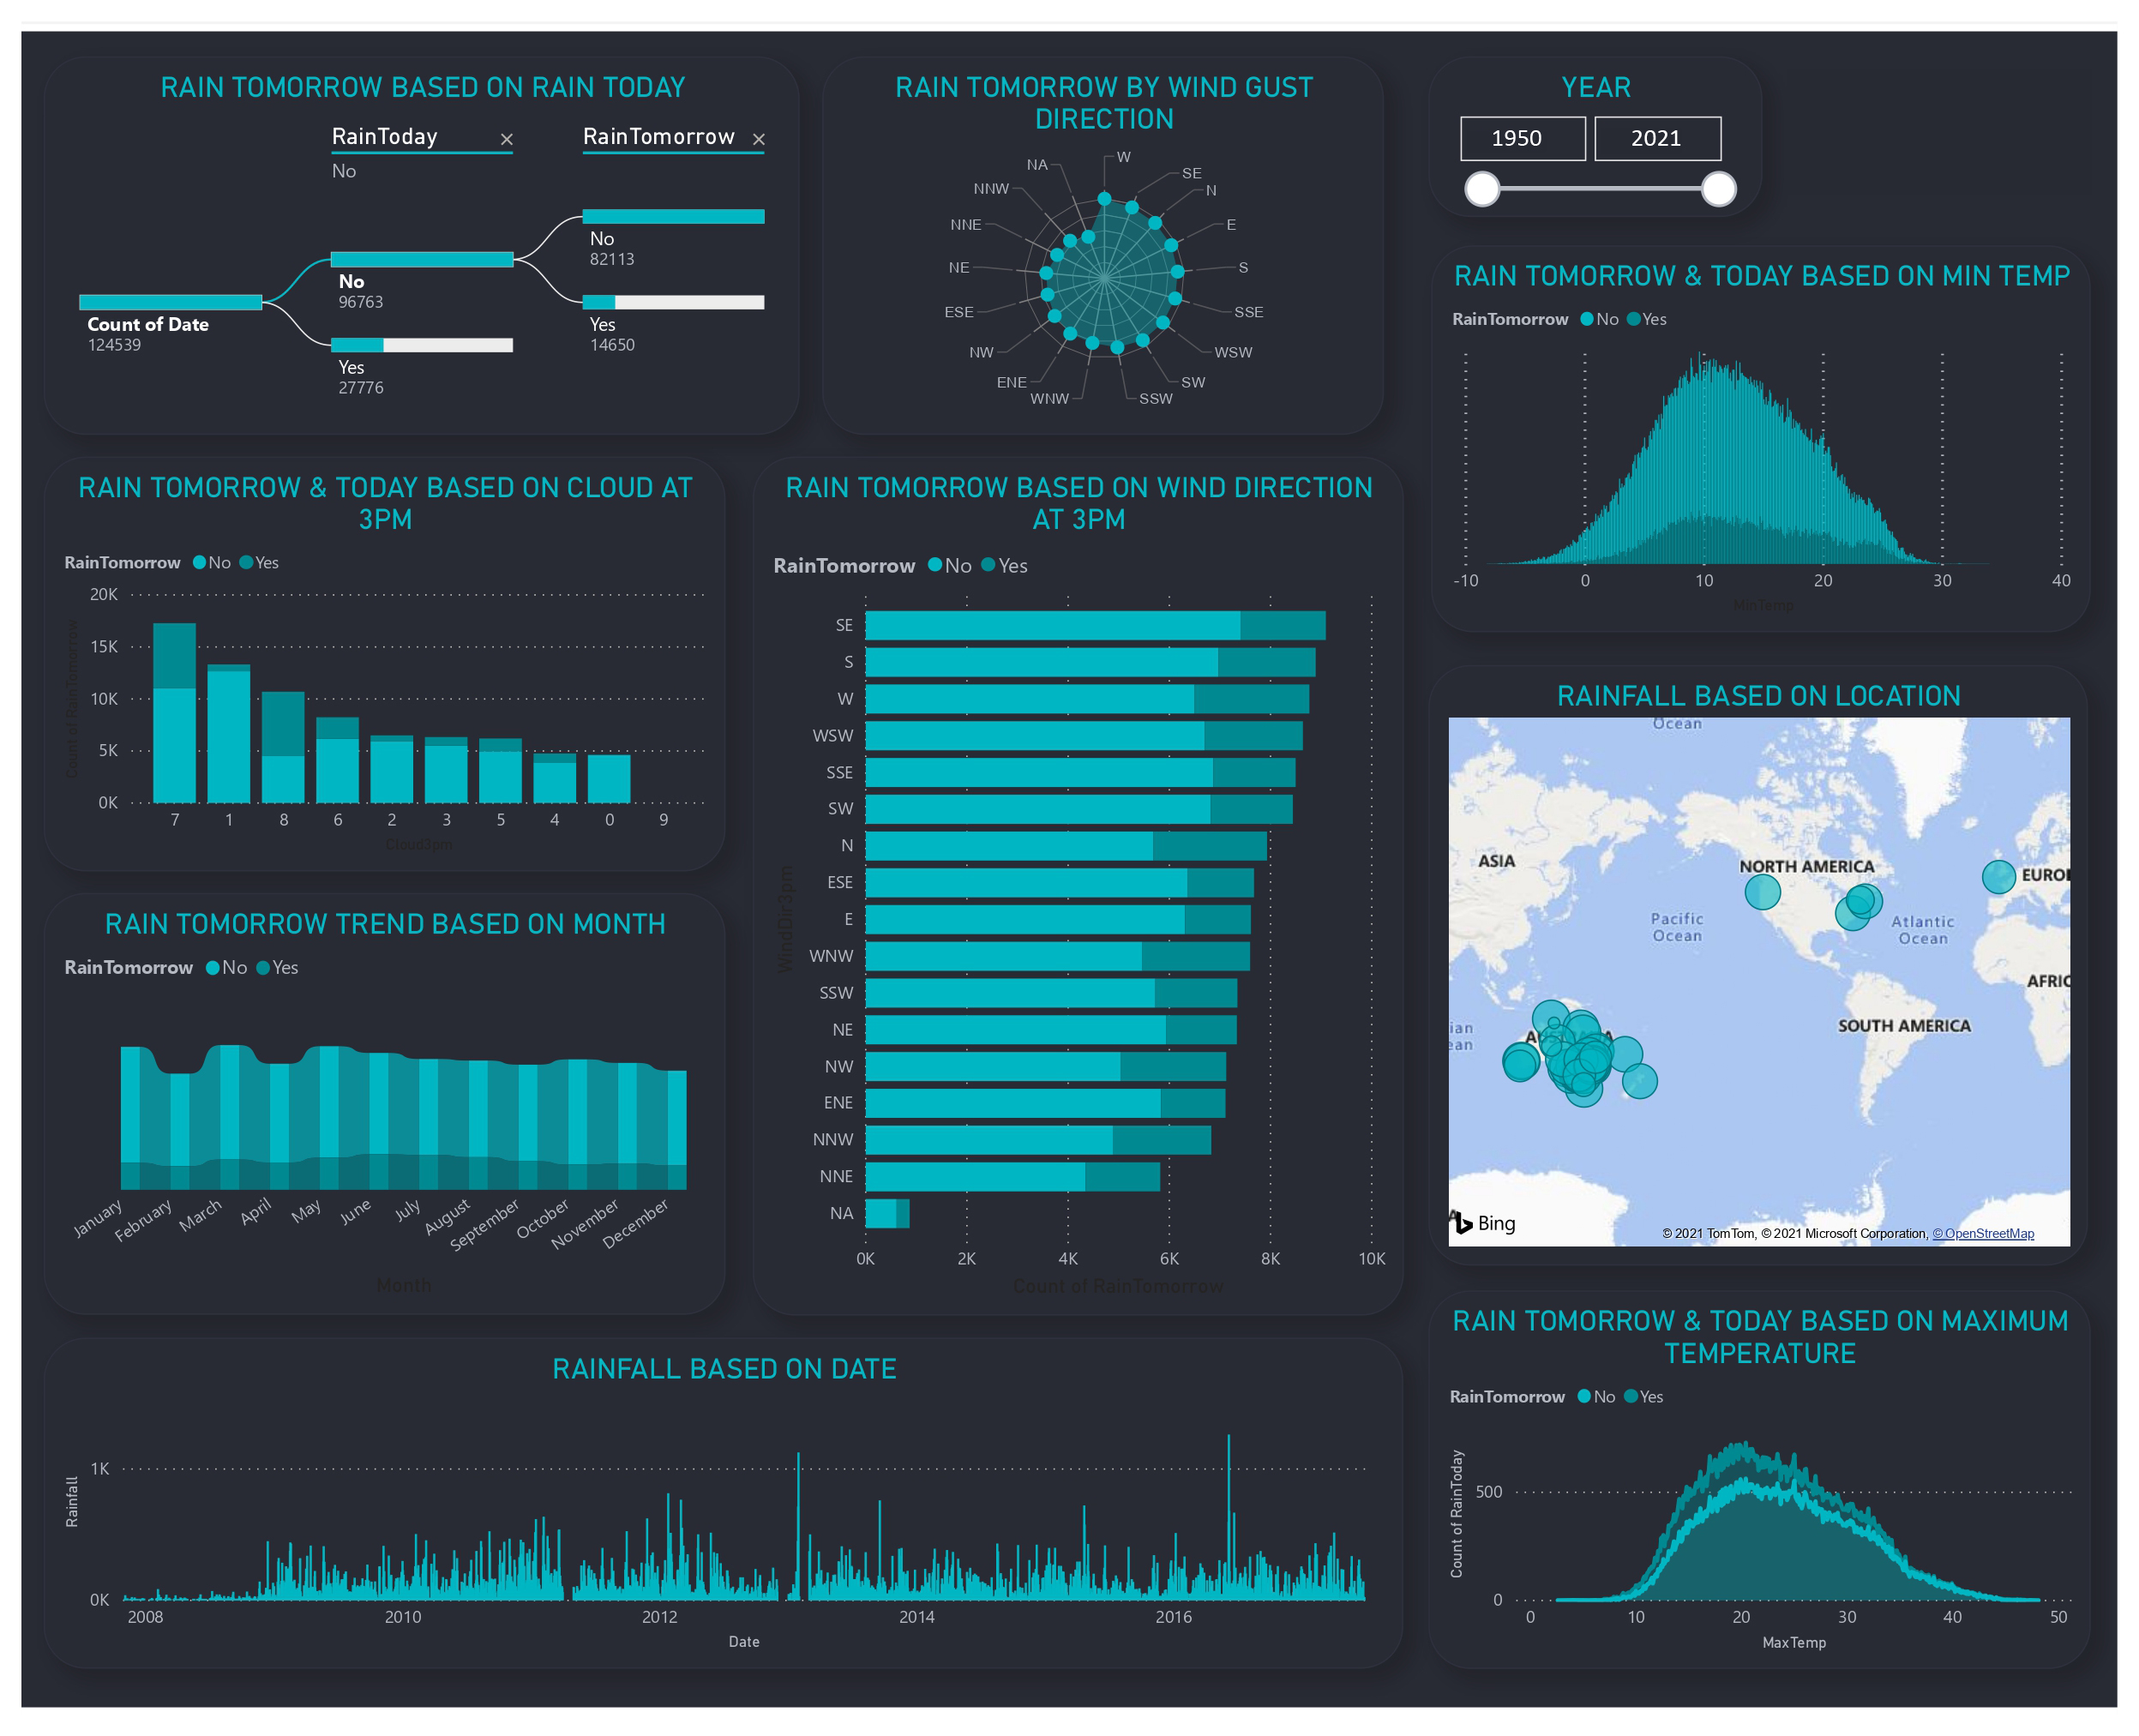 RAIN TOMORROW BASED ON RAIN TODAY
RainToday
RainTomorrow
No
No
82113
No
96763
Count of Date
124539
Yes
14650
Yes
27776
RAIN TOMORROW BY WIND GUST
DIRECTION
W
SE
N
E
S
SSE
WSW
SW
SSW
WNW
ENE
NW
ESE
NE
NNE
NNW
NA
YEAR
1950 2021
RAIN TOMORROW & TODAY BASED ON MIN TEMP
RainTomorrow No Yes
-10 0 10 20 30 40
MinTemp
RAIN TOMORROW & TODAY BASED ON CLOUD AT
3PM
RainTomorrow No Yes
Count of RainTomorrow
20K
15K
10K
5K
0K
7 1 8 6 2 3 5 4 0 9
Cloud3pm
RAIN TOMORROW BASED ON WIND DIRECTION
AT 3PM
RainTomorrow No Yes
WindDir3pm
SE
S
W
WSW
SSE
SW
N
ESE
E
WNW
SSW
NE
NW
ENE
NNW
NNE
NA
0K 2K 4K 6K 8K 10K
Count of RainTomorrow
RAINFALL BASED ON LOCATION
Ocean
ASIA
NORTH AMERICA
EURO
Pacific
Ocean
Atlantic
Ocean
AFRIC
SOUTH AMERICA
ian
ean
Bing
© 2021 TomTom, © 2021 Microsoft Corporation, © OpenStreetMap
RAIN TOMORROW TREND BASED ON MONTH
RainTomorrow No Yes
January
February
March
April
May
June
July
August
September
October
November
December
Month
RAINFALL BASED ON DATE
Rainfall
1K
0K
2008 2010 2012 2014 2016
Date
RAIN TOMORROW & TODAY BASED ON MAXIMUM
TEMPERATURE
RainTomorrow No Yes
Count of RainToday
500
0
0 10 20 30 40 50
MaxTemp